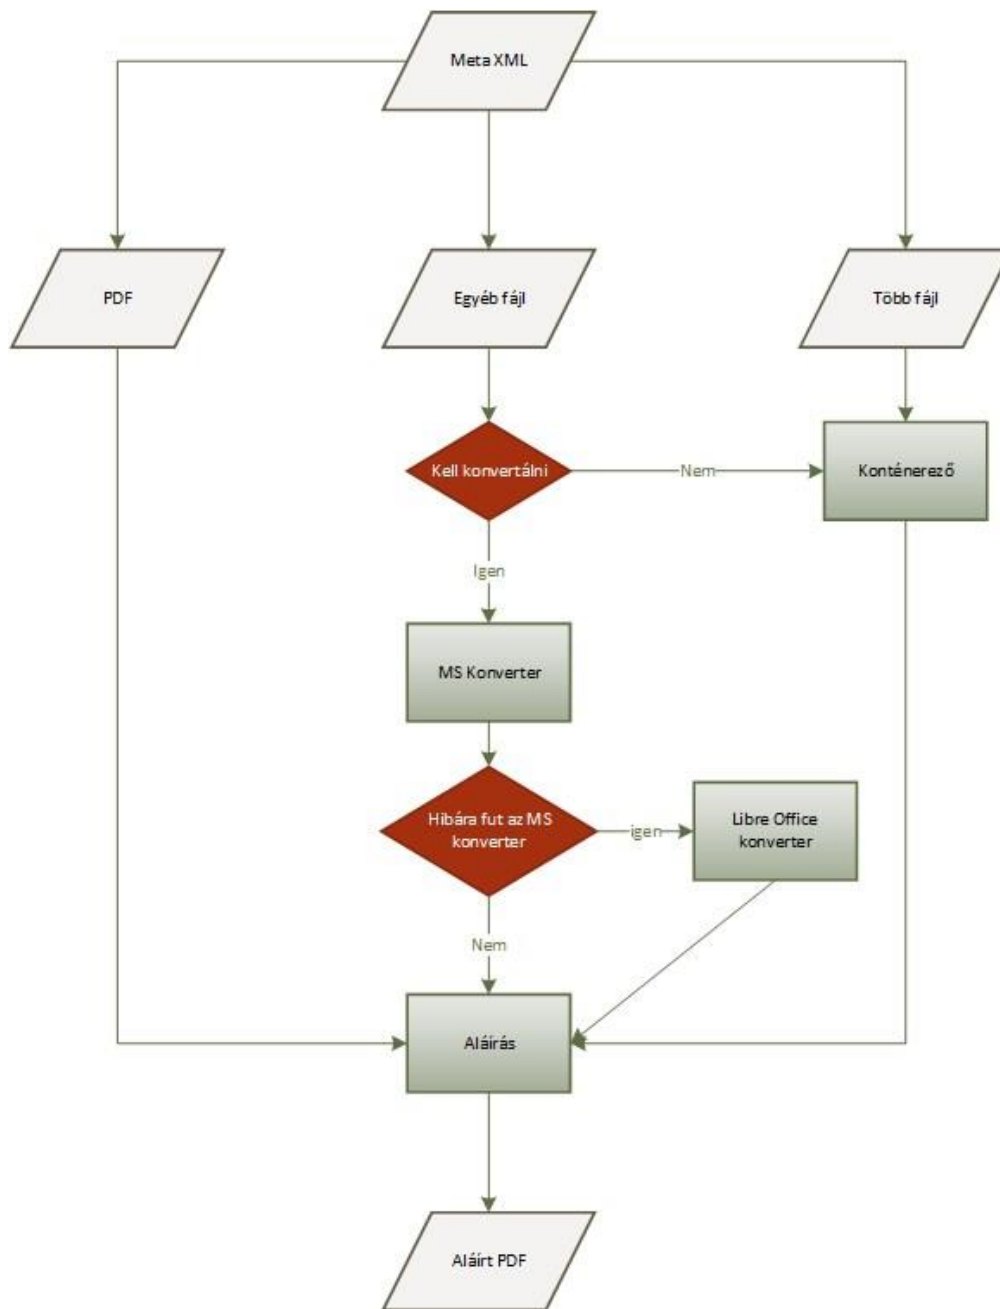 Meta XML
PDF
Egyéb fájl
Több fájl
Kell konvertálni
Nem
Konténerező
Igen
MS Konverter
Hibára fut az MS
konverter
igen
Libre Office
konverter
Nem
Aláírás
Aláírt PDF